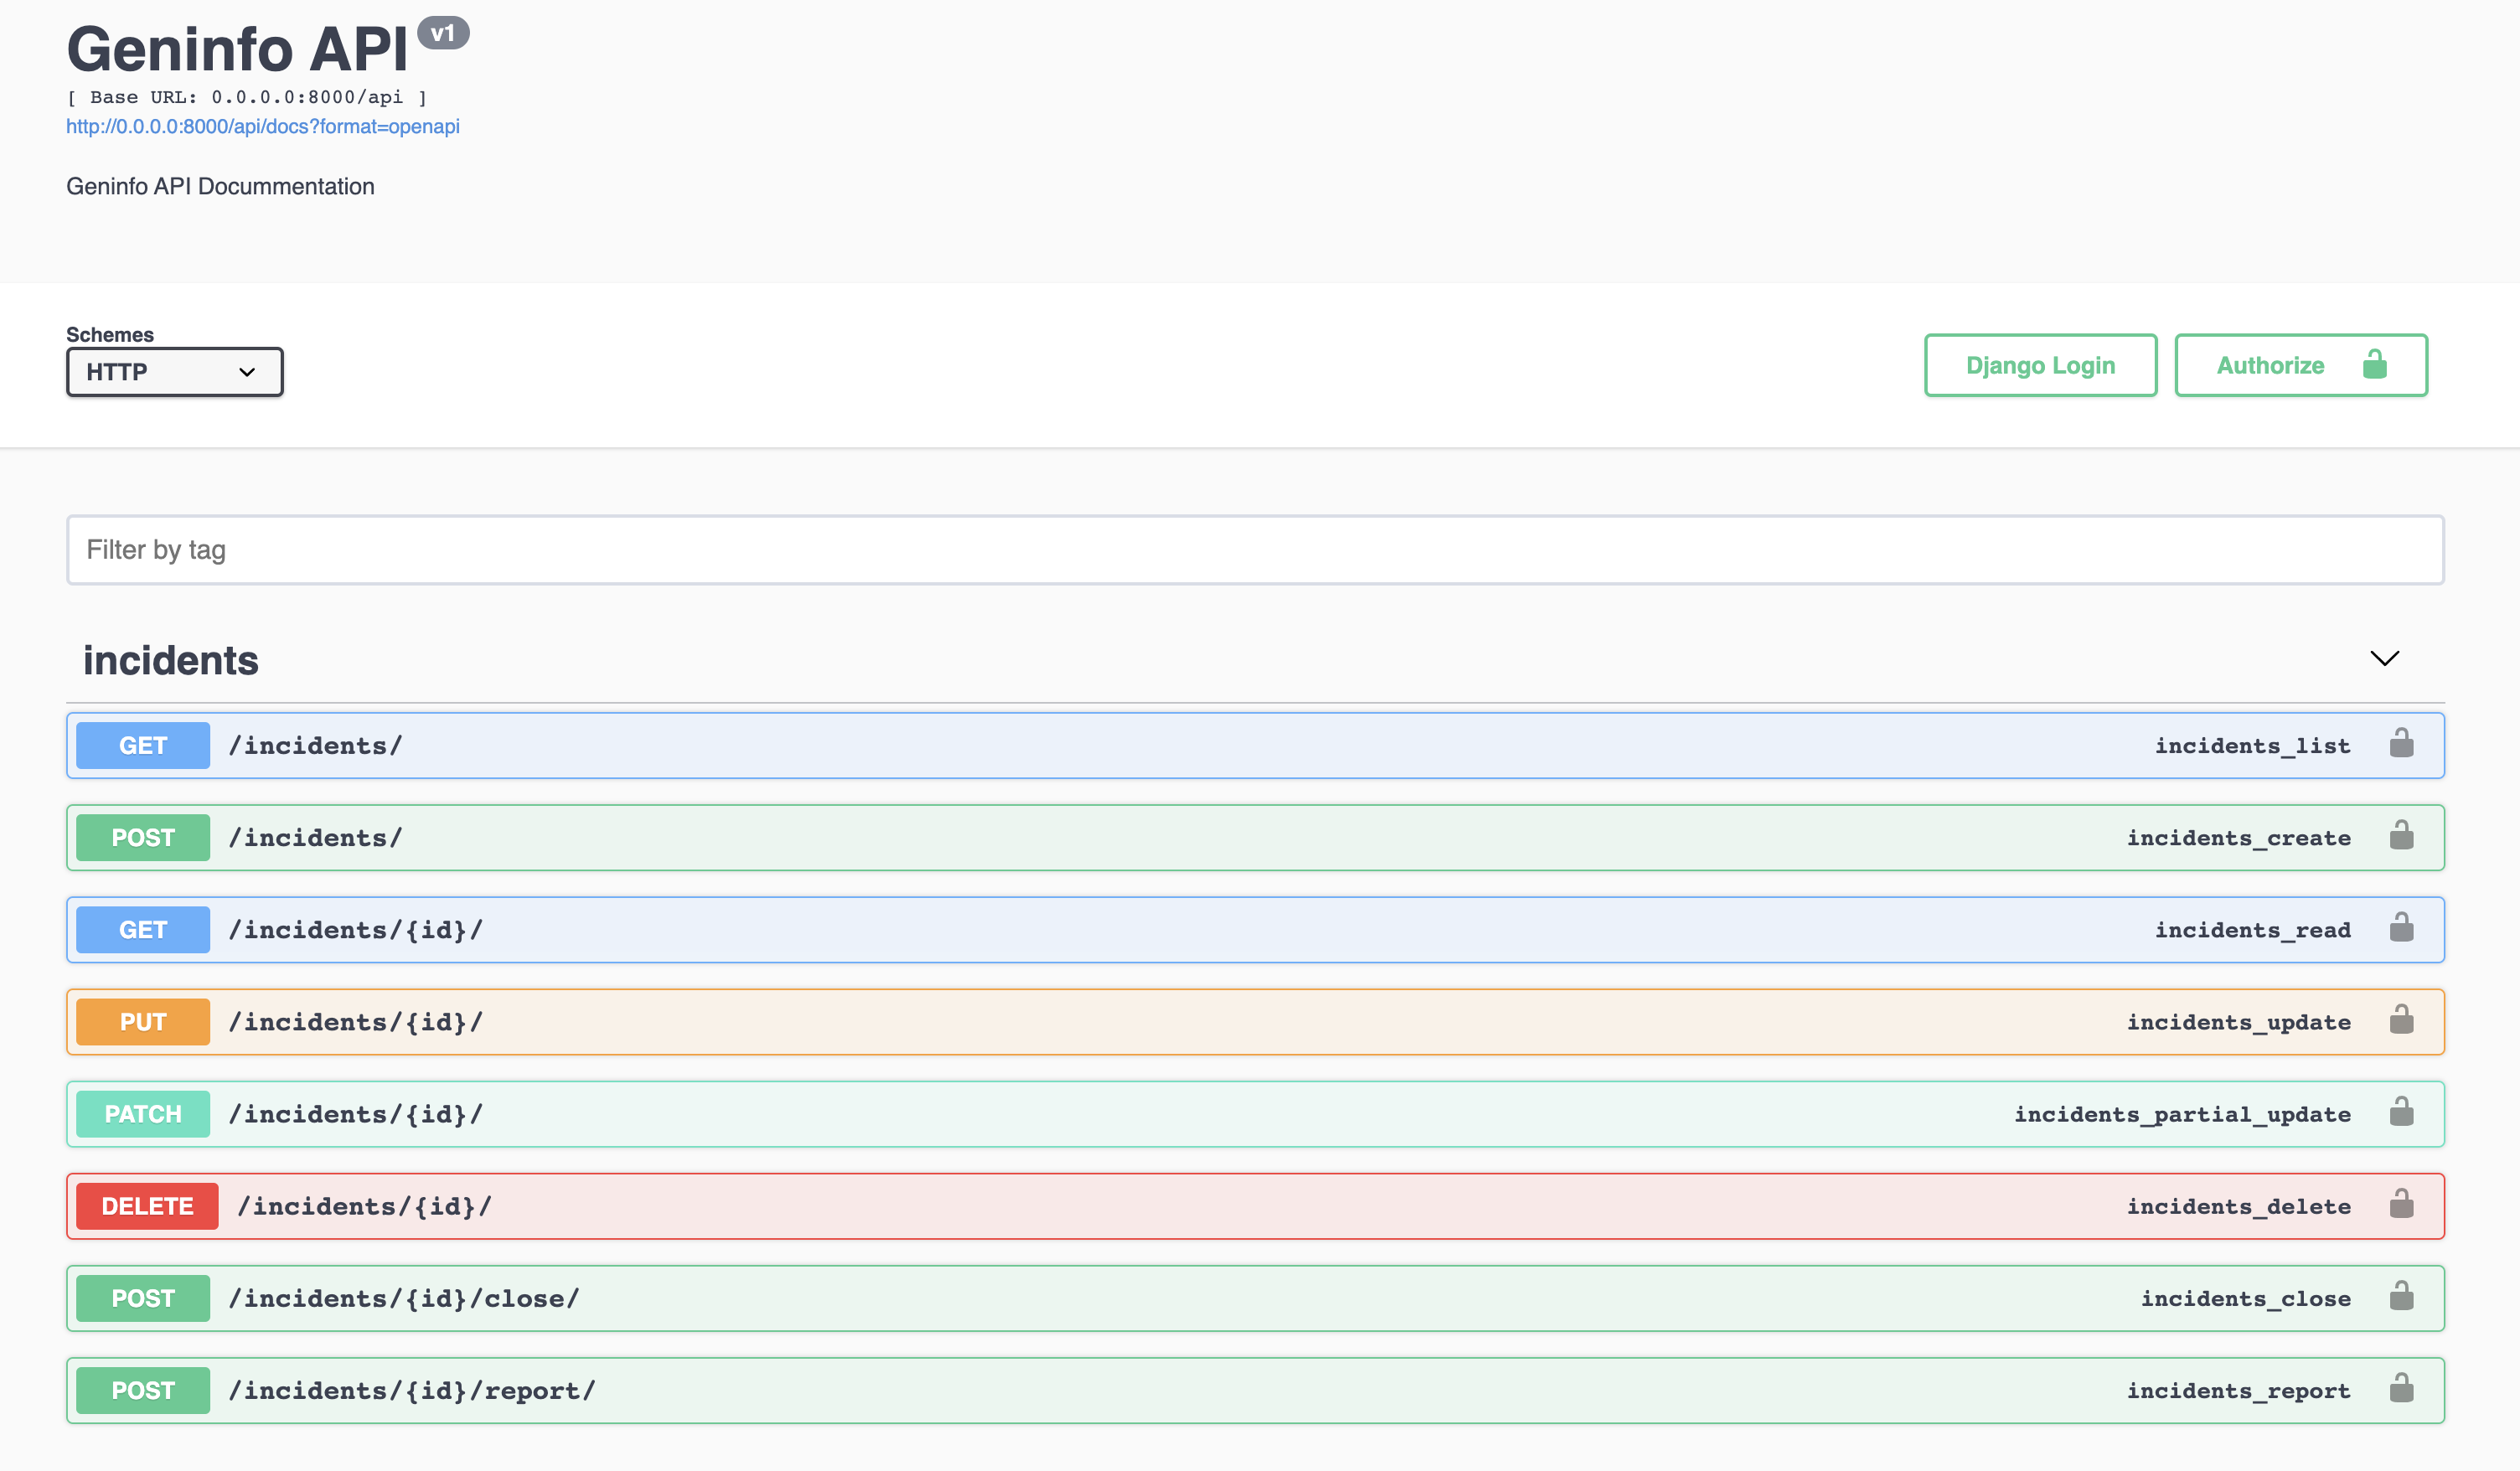 Geninfo API v1
[ Base URL: 0.0.0.0:8000/api ]
http://0.0.0.0:8000/api/docs?format=openapi
Geninfo API Docummentation
Schemes
HTTP
Django Login
Authorize
Filter by tag
incidents
GET /incidents/ incidents_list
POST /incidents/ incidents_create
GET /incidents/{id}/ incidents_read
PUT /incidents/{id}/ incidents_update
PATCH /incidents/{id}/ incidents_partial_update
DELETE /incidents/{id}/ incidents_delete
POST /incidents/{id}/close/ incidents_close
POST /incidents/{id}/report/ incidents_report